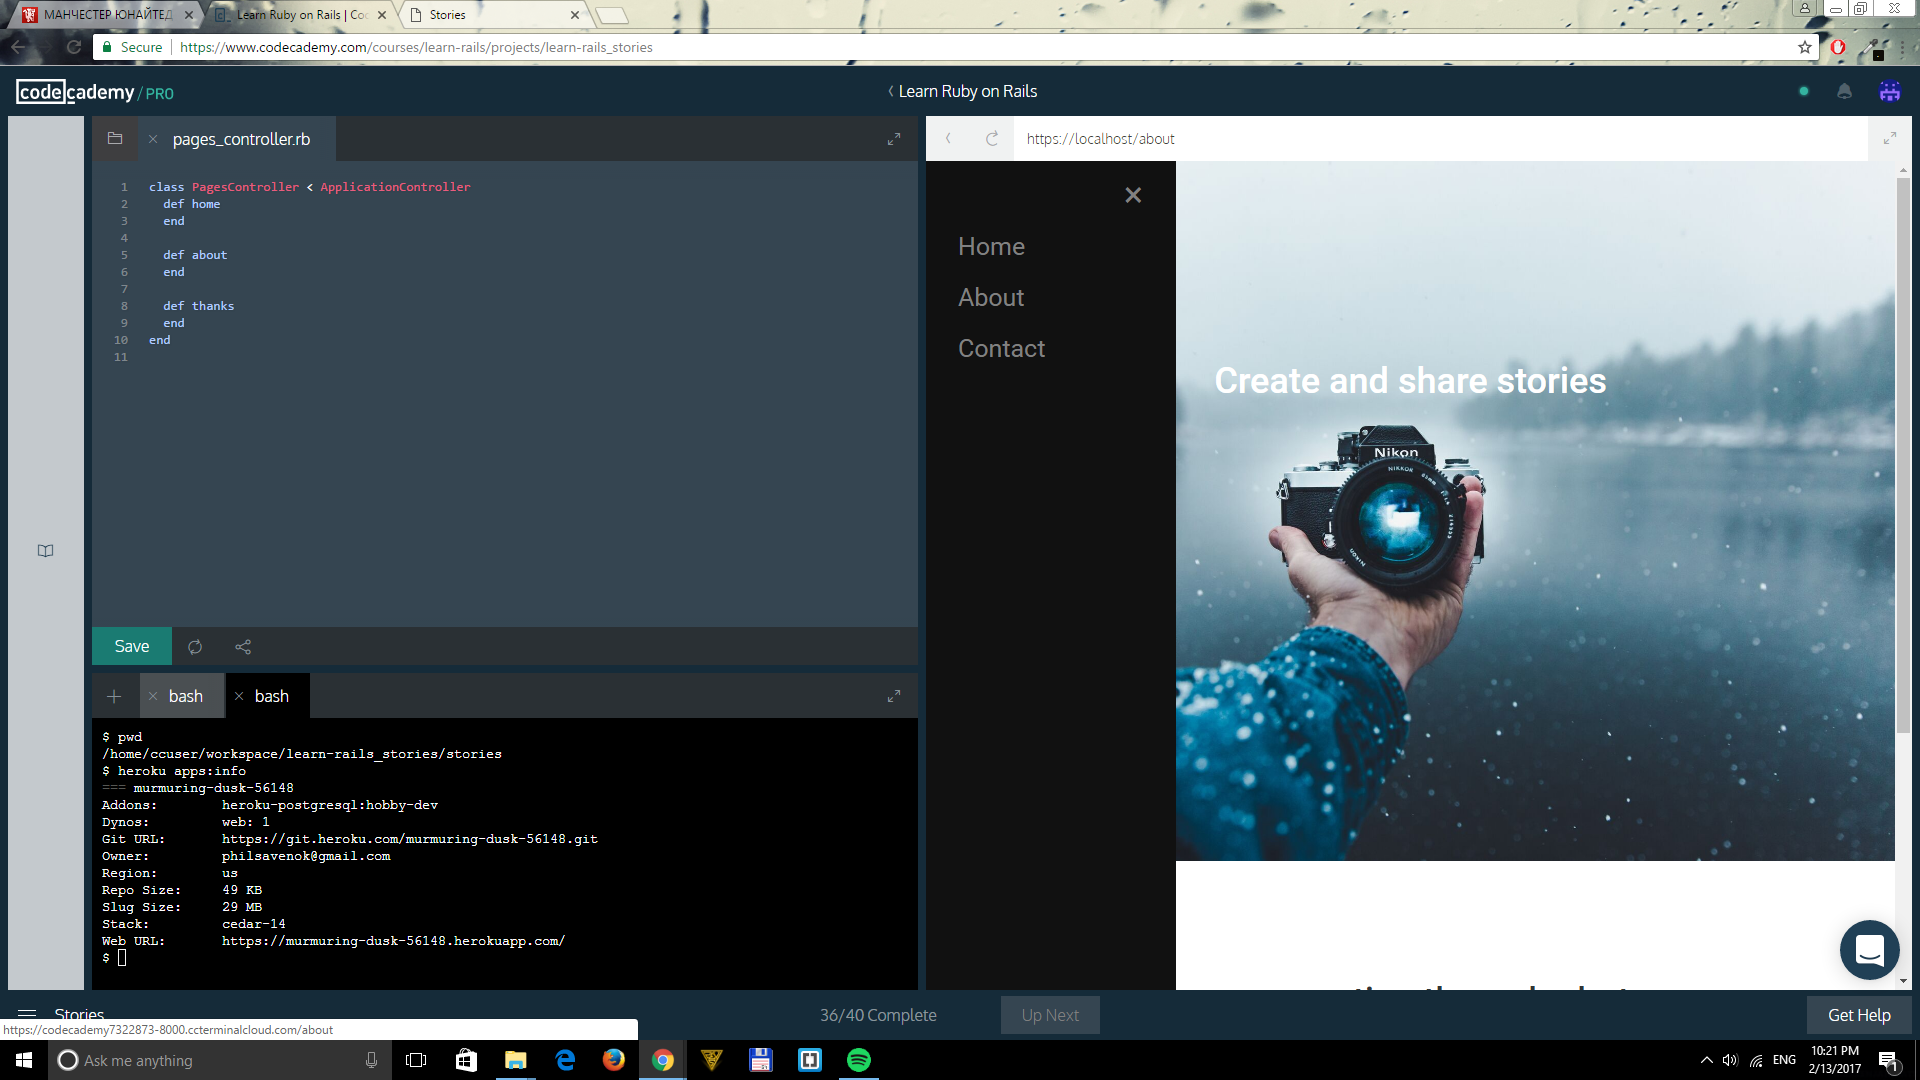 МАНЧЕСТЕР ЮНАЙТЕД
Learn Ruby on Rails | Co
Stories
Secure
https://www.codecademy.com/courses/learn-rails/projects/learn-rails_stories
codecademy / PRO
Learn Ruby on Rails
pages_controller.rb
1 class PagesController < ApplicationController
2 def home
3 end
4
5 def about
6 end
7
8 def thanks
9 end
10 end
11
Save
bash
bash
$ pwd
/home/ccuser/workspace/learn-rails_stories/stories
$ heroku apps:info
=== murmuring-dusk-56148
Addons: heroku-postgresql:hobby-dev
Dynos: web: 1
Git URL: https://git.heroku.com/murmuring-dusk-56148.git
Owner: philsavenok@gmail.com
Region: us
Repo Size: 49 KB
Slug Size: 29 MB
Stack: cedar-14
Web URL: https://murmuring-dusk-56148.herokuapp.com/
$
https://localhost/about
Home
About
Contact
Create and share stories
Nikon
NIKKOR
NIKON
Stories
36/40 Complete
Up Next
Get Help
https://codecademy7322873-8000.ccterminalcloud.com/about
Ask me anything
ENG
10:21 PM
2/13/2017
1